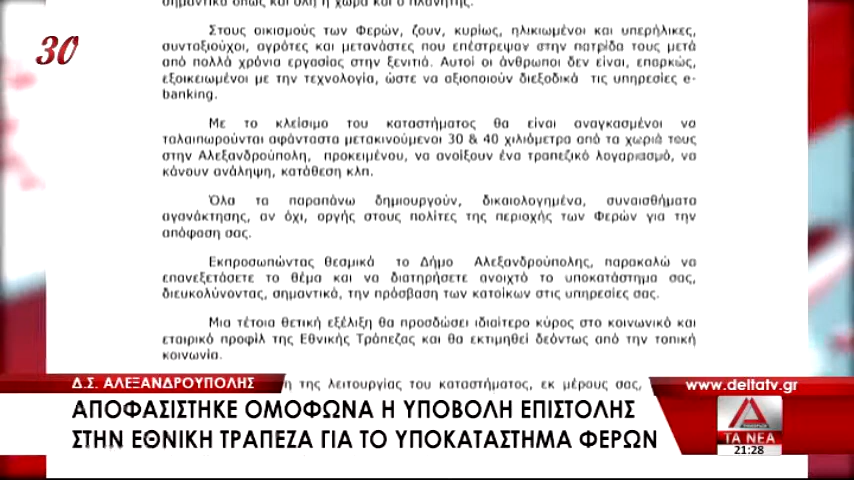 σημαντικά όπως και όλη η χώρα και ο πλανήτης.
30
Στους οικισμούς των Φερών, ζουν, κυρίως, ηλικιωμένοι και υπερήλικες,
συνταξιούχοι, αγρότες και μετανάστες που επέστρεψαν στην πατρίδα τους μετά
από πολλά χρόνια εργασίας στην ξενιτιά. Αυτοί οι άνθρωποι δεν είναι, επαρκώς,
εξοικειωμένοι με την τεχνολογία, ώστε να αξιοποιούν διεξοδικά τις υπηρεσίες e-
banking.
Με το κλείσιμο του καταστήματος θα είναι αναγκασμένοι να
ταλαιπωρούνται αφάνταστα μετακινούμενοι 30 & 40 χιλιόμετρα από τα χωριά τους
στην Αλεξανδρούπολη, προκειμένου, να ανοίξουν ένα τραπεζικό λογαριασμό, να
κάνουν ανάληψη, κατάθεση κλπ.
Όλα τα παραπάνω δημιουργούν, δικαιολογημένα, συναισθήματα
αγανάκτησης, αν όχι, οργής στους πολίτες της περιοχής των Φερών για την
απόφαση σας.
Εκπροσωπώντας θεσμικά το Δήμο Αλεξανδρούπολης, παρακαλώ να
επανεξετάσετε το θέμα και να διατηρήσετε ανοιχτό το υποκατάστημα σας,
διευκολύνοντας, σημαντικά, την πρόσβαση των κατοίκων στις υπηρεσίες σας.
Μια τέτοια θετική εξέλιξη θα προσδώσει ιδιαίτερο κύρος στο κοινωνικό και
εταιρικό προφίλ της Εθνικής Τράπεζας και θα εκτιμηθεί δεόντως από την τοπική
κοινωνία.
της λειτουργίας του καταστήματος, εκ μέρους σας,
Δ.Σ. ΑΛΕΞΑΝΔΡΟΥΠΟΛΗΣ
www.deltatv.gr
ΑΠΟΦΑΣΙΣΤΗΚΕ ΟΜΟΦΩΝΑ Η ΥΠΟΒΟΛΗ ΕΠΙΣΤΟΛΗΣ
ΣΤΗΝ ΕΘΝΙΚΗ ΤΡΑΠΕΖΑ ΓΙΑ ΤΟ ΥΠΟΚΑΤΑΣΤΗΜΑ ΦΕΡΩΝ
ΤΑ ΝΕΑ
21:28